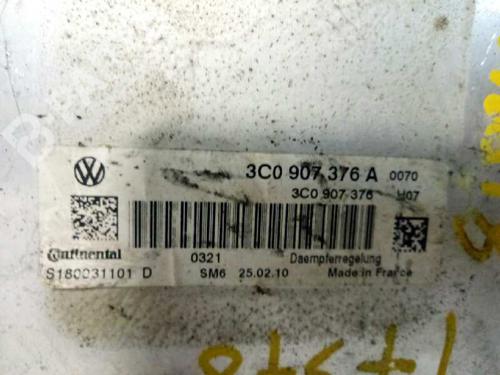 3C0 907 376 A 0070
3C0 907 376 H07
Continental 0321 Daempferregelung
S180031101 D SM6 25.02.10 Made in France